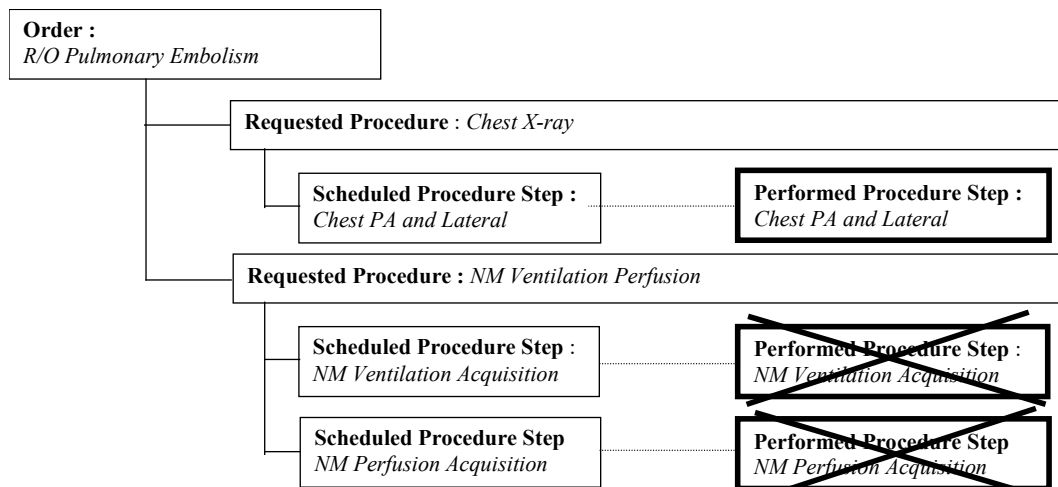 Order :
R/O Pulmonary Embolism
Requested Procedure : Chest X-ray
Scheduled Procedure Step :
Chest PA and Lateral
Performed Procedure Step :
Chest PA and Lateral
Requested Procedure : NM Ventilation Perfusion
Scheduled Procedure Step :
NM Ventilation Acquisition
Performed Procedure Step :
NM Ventilation Acquisition
Scheduled Procedure Step
NM Perfusion Acquisition
Performed Procedure Step
NM Perfusion Acquisition